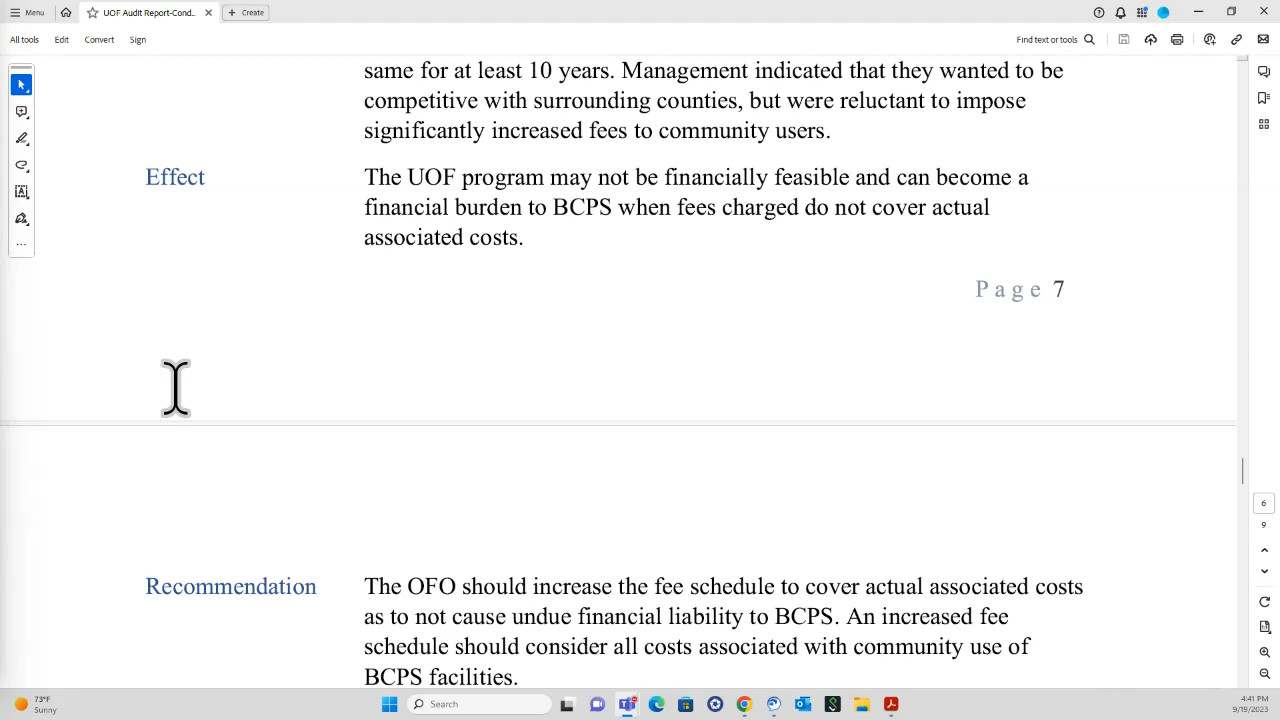 Menu
UOF Audit Report-Cond...
Create
All tools
Edit
Convert
Sign
Find text or tools
same for at least 10 years. Management indicated that they wanted to be
competitive with surrounding counties, but were reluctant to impose
significantly increased fees to community users.
Effect
The UOF program may not be financially feasible and can become a
financial burden to BCPS when fees charged do not cover actual
associated costs.
Page 7
6
9
Recommendation
The OFO should increase the fee schedule to cover actual associated costs
as to not cause undue financial liability to BCPS. An increased fee
schedule should consider all costs associated with community use of
BCPS facilities.
73°F
Sunny
Search
4:41 PM
9/19/2023